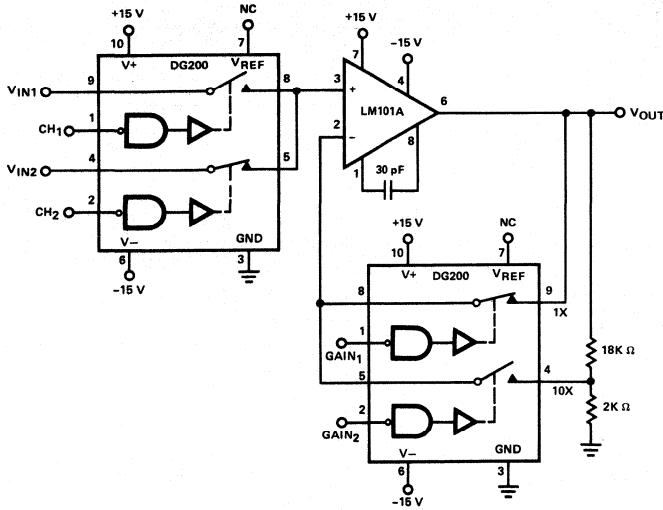 +15 V
NC
10
7
V+
DG200
VREF
VIN1
9
8
CH1
1
VIN2
4
5
CH2
2
V−
GND
6
3
−15 V
+15 V
−15 V
7
4
3
+
LM101A
6
VOUT
2
−
8
1
30 pF
+15 V
NC
10
7
V+
DG200
VREF
8
9
1X
GAIN1
1
5
4
10X
GAIN2
2
V−
GND
6
3
−15 V
18K Ω
2K Ω